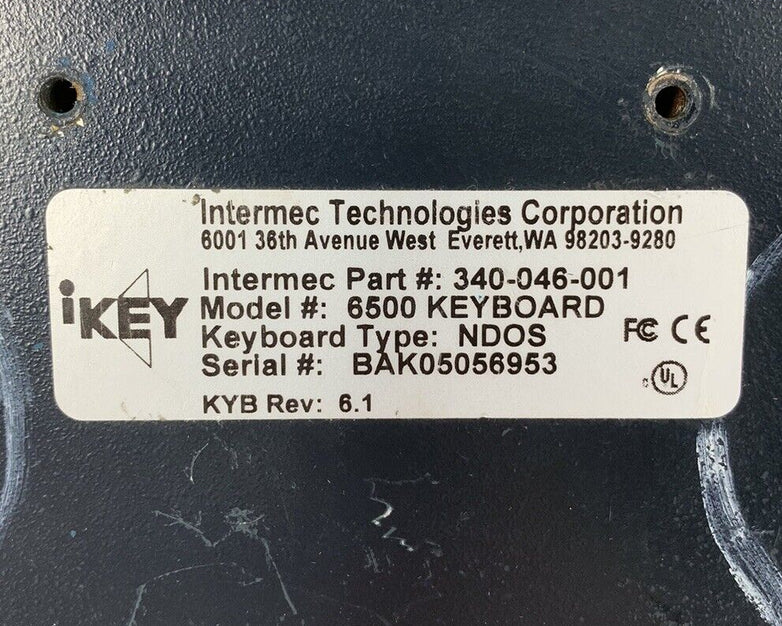 Intermec Technologies Corporation
6001 36th Avenue West Everett,WA 98203-9280
iKEY
Intermec Part #: 340-046-001
Model #: 6500 KEYBOARD
Keyboard Type: NDOS
Serial #: BAK05056953
KYB Rev: 6.1
FC CE
UL